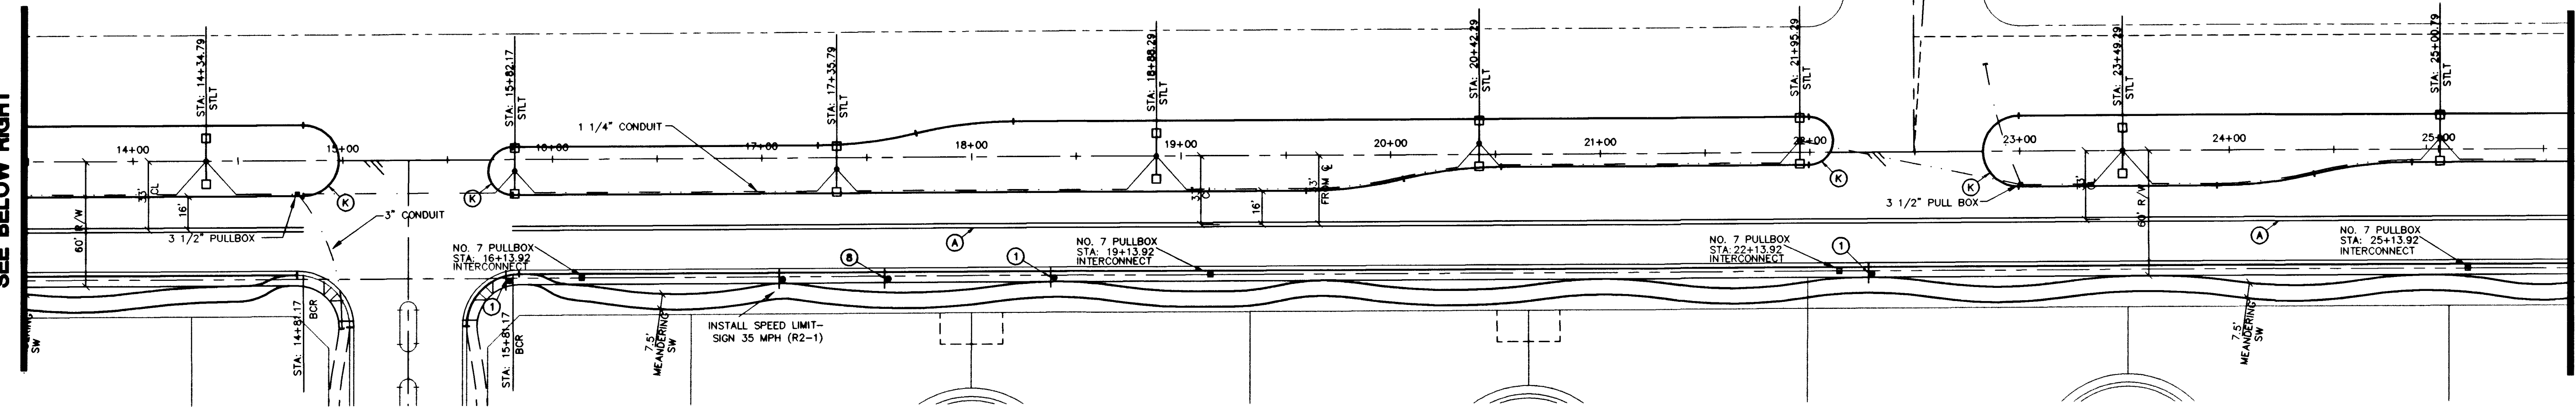 SEE BELOW RIGHT
STA: 14+34.79
STLT
STA: 15+82.17
STLT
STA: 17+35.79
STLT
STA: 18+88.29
STLT
STA: 20+42.29
STLT
STA: 21+95.29
STLT
STA: 23+49.29
STLT
STA: 25+00.79
STLT
14+00
15+00
16+00
17+00
18+00
19+00
20+00
21+00
22+00
23+00
24+00
25+00
1 1/4" CONDUIT
K
K
K
K
33'
CL
16'
60' R/W
3 1/2" PULLBOX
3" CONDUIT
33'
16'
33'
FROM ℄
3 1/2" PULL BOX
33'
60' R/W
A
A
NO. 7 PULLBOX
STA: 16+13.92
INTERCONNECT
8
1
NO. 7 PULLBOX
STA: 19+13.92
INTERCONNECT
NO. 7 PULLBOX
STA: 22+13.92
INTERCONNECT
1
NO. 7 PULLBOX
STA: 25+13.92
INTERCONNECT
1
SW
STA: 14+81.17
BCR
STA: 15+81.17
BCR
7.5'
MEANDERING
SW
INSTALL SPEED LIMIT-
SIGN 35 MPH (R2-1)
7.5'
MEANDERING
SW